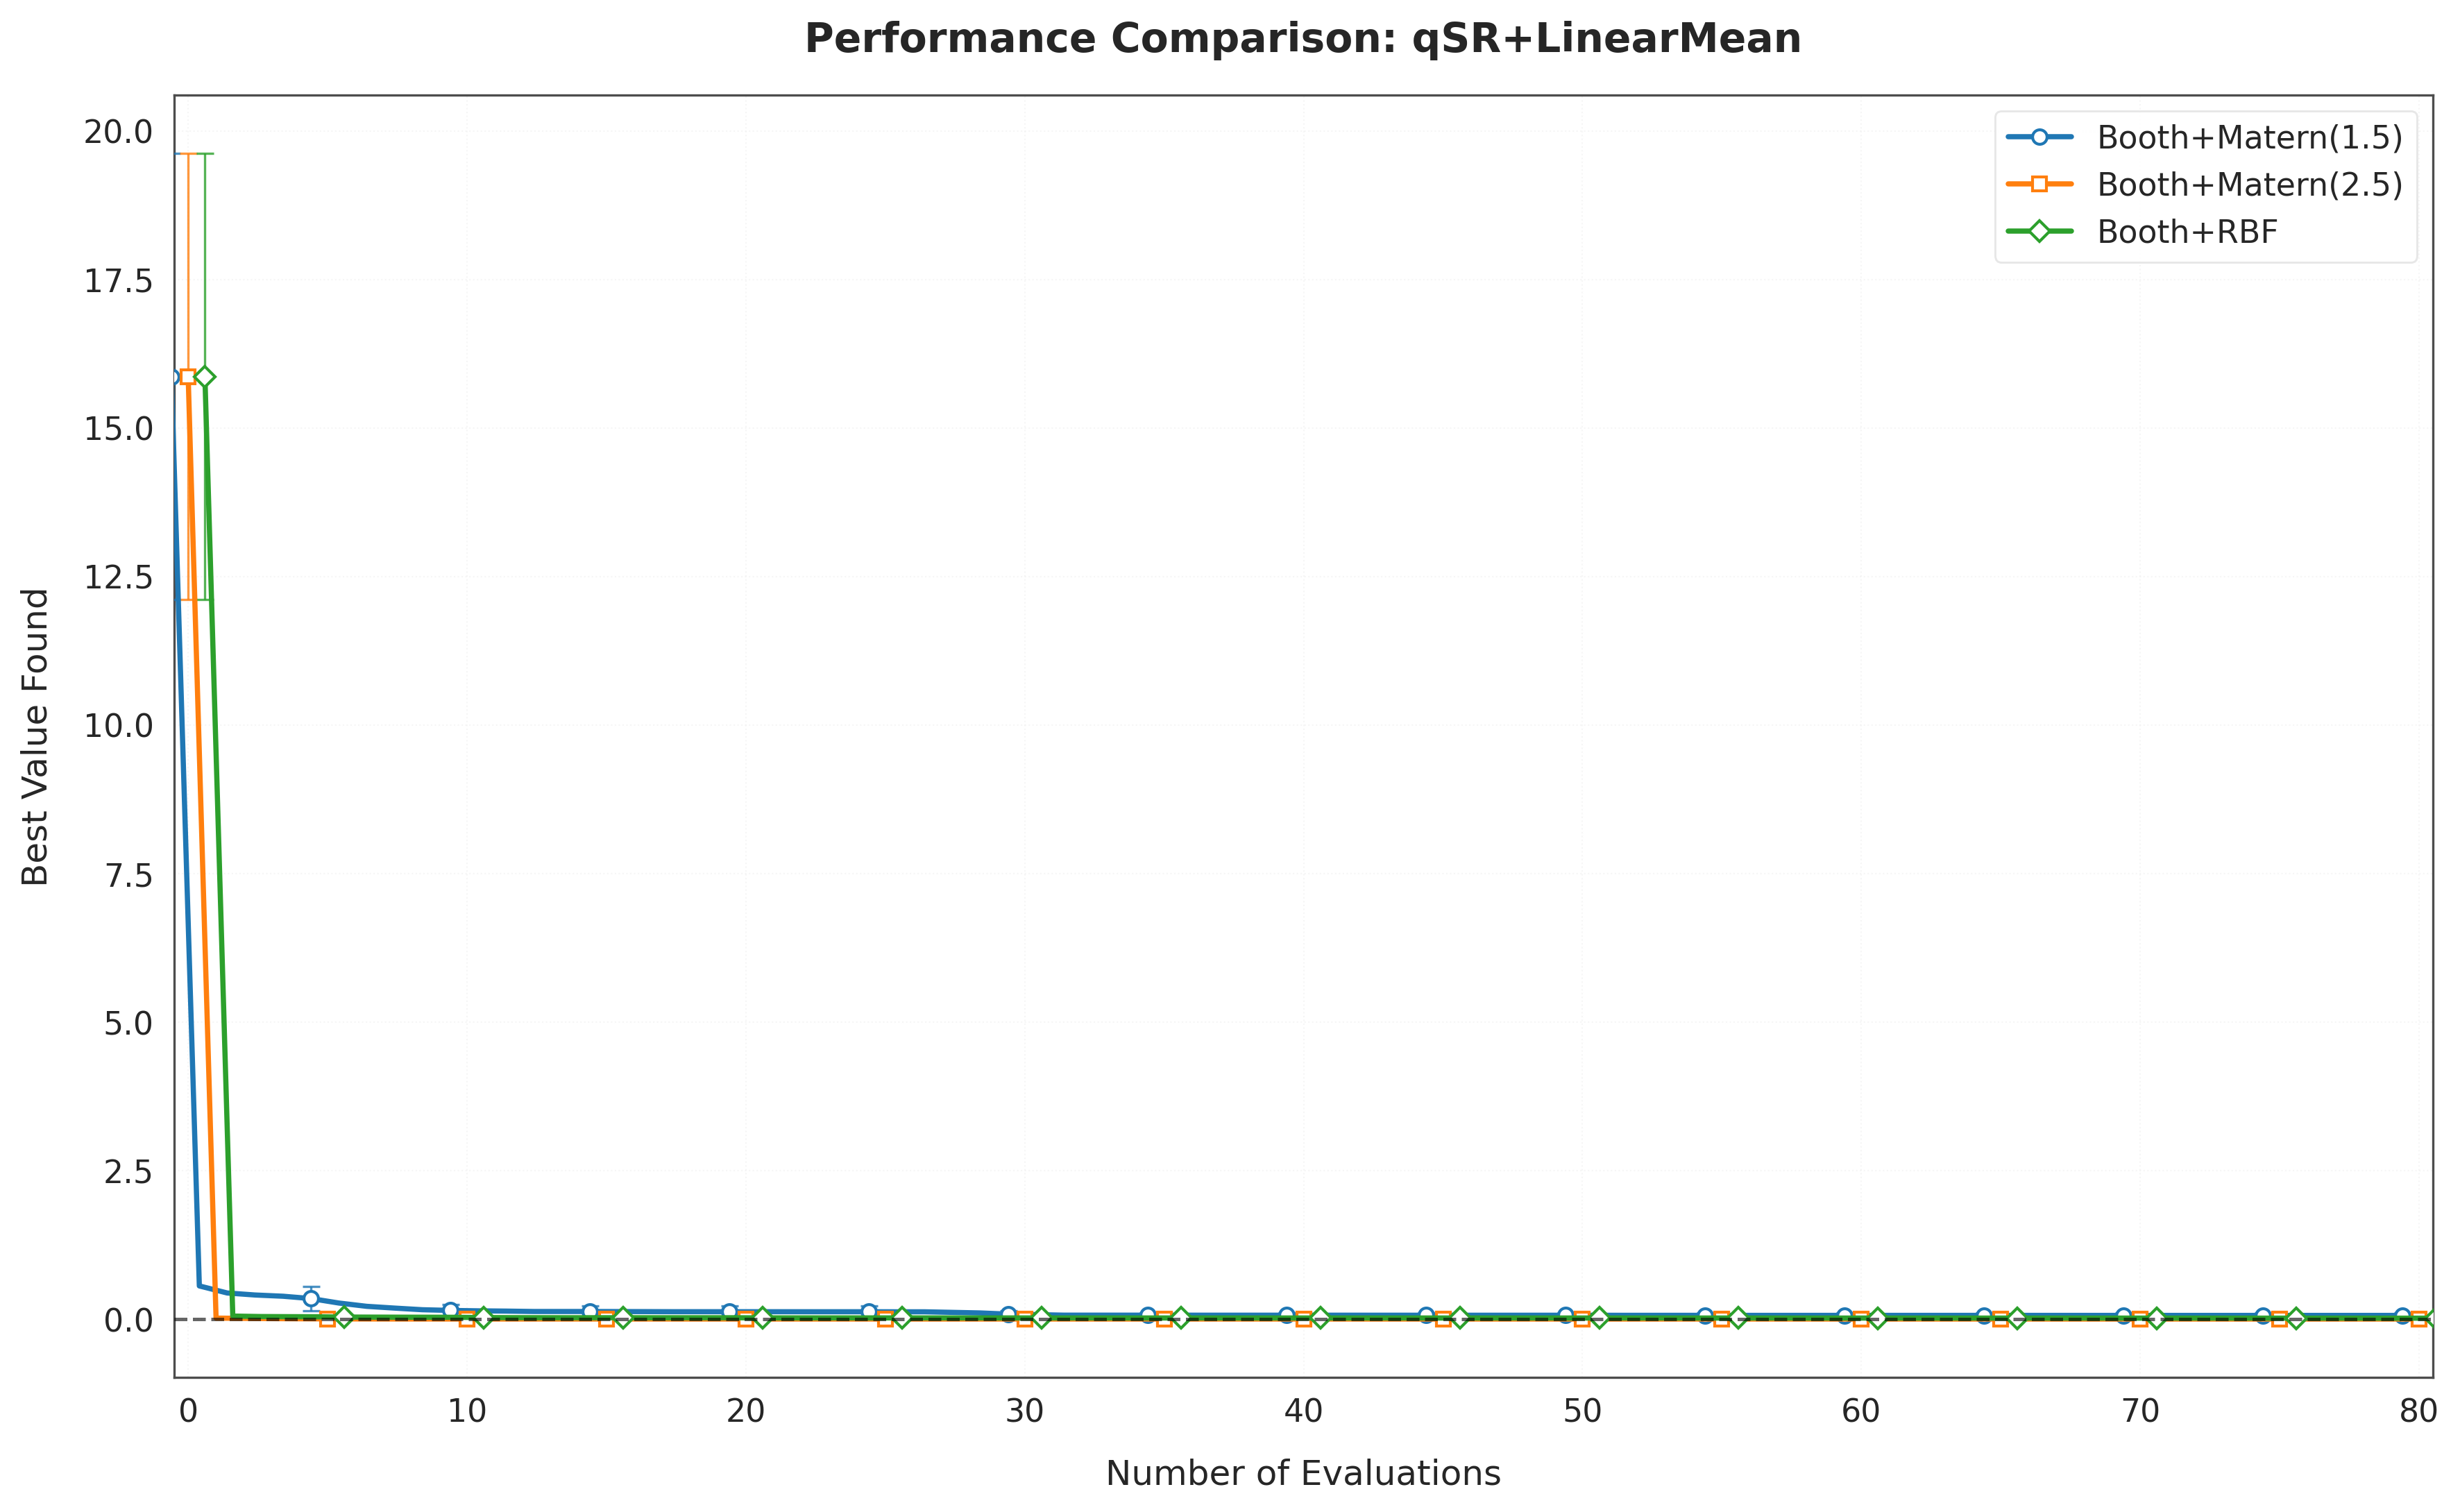 Performance Comparison: qSR+LinearMean
Booth+Matern(1.5)
Booth+Matern(2.5)
Booth+RBF
Best Value Found
20.0
17.5
15.0
12.5
10.0
7.5
5.0
2.5
0.0
0 10 20 30 40 50 60 70 80
Number of Evaluations